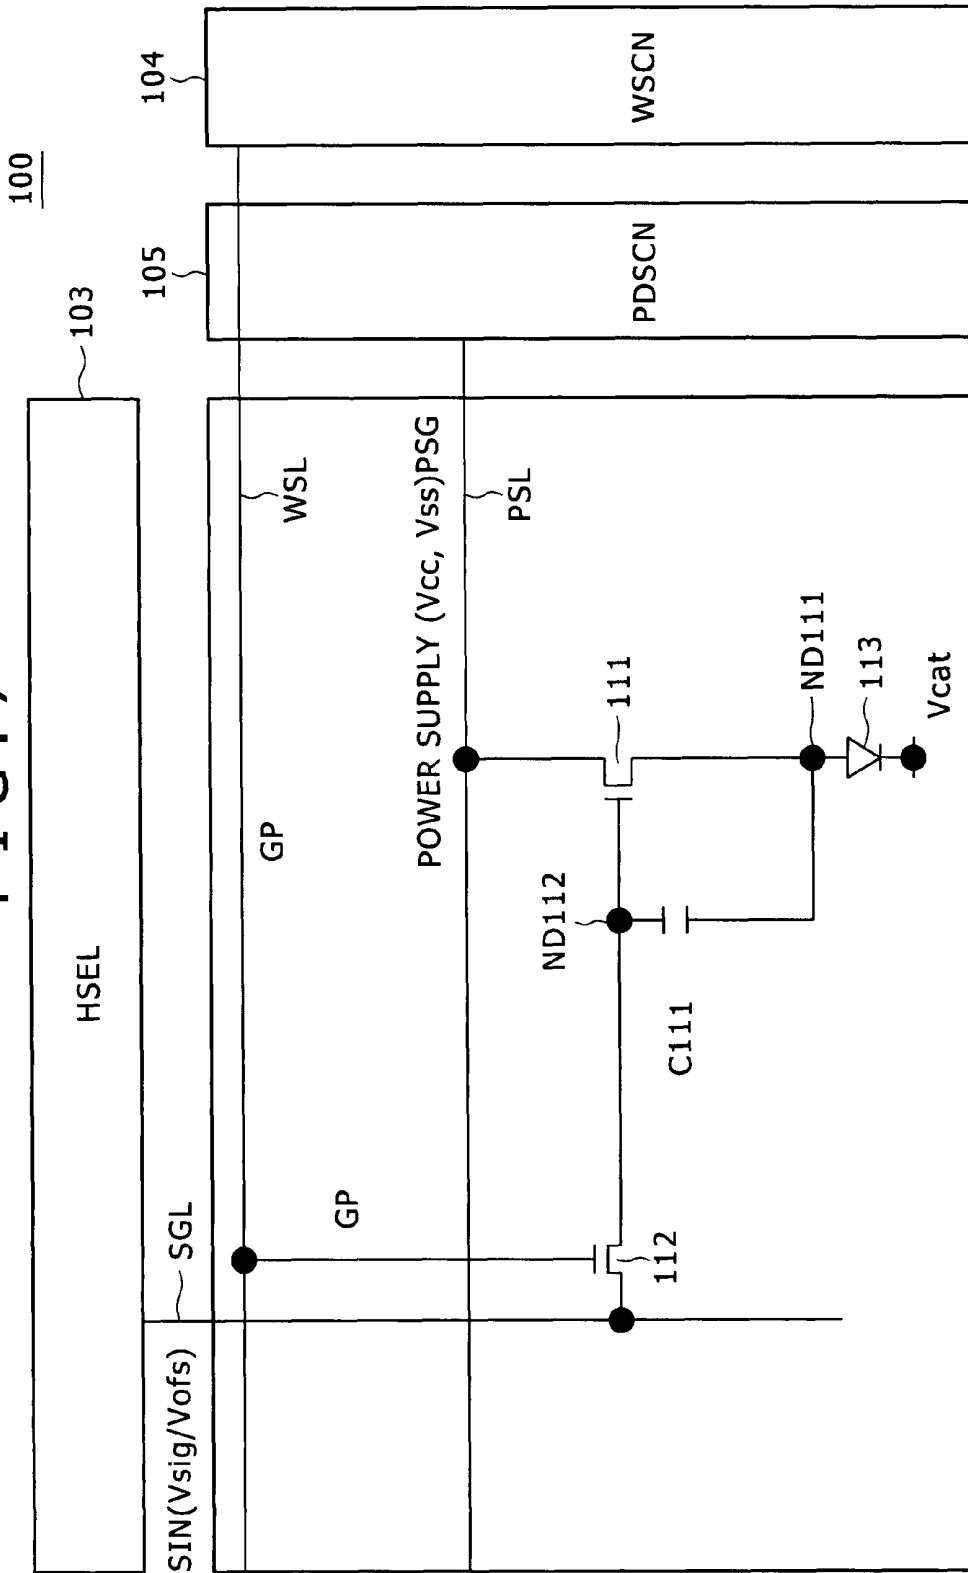 100
HSEL
103
105
104
SIN(Vsig/Vofs)
SGL
GP
WSL
GP
POWER SUPPLY (Vcc, Vss)PSG
PSL
ND112
111
PDSCN
WSCN
112
C111
ND111
113
Vcat